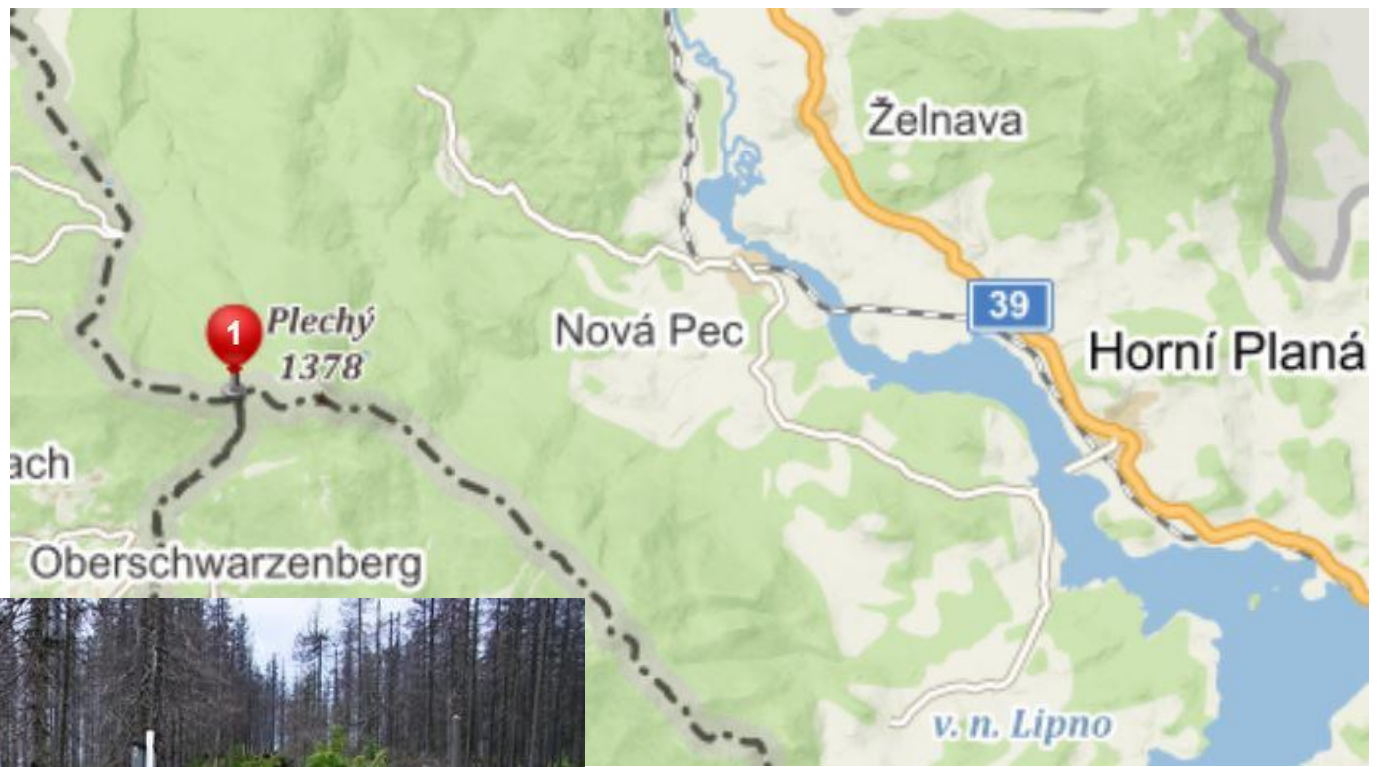 Želnava
39
1
Plechý
1378
Nová Pec
Horní Planá
ach
Oberschwarzenberg
v. n. Lipno